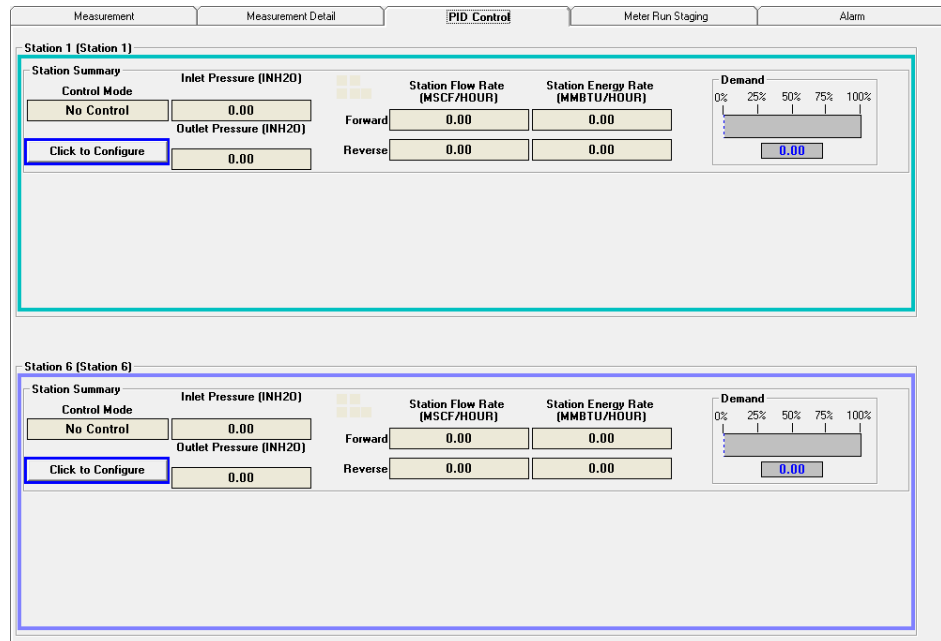 Measurement
Measurement Detail
PID Control
Meter Run Staging
Alarm
Station 1 (Station 1)
Station Summary
Control Mode
No Control
Click to Configure
Inlet Pressure (INH2O)
0.00
Outlet Pressure (INH2O)
0.00
Station Flow Rate
(MSCF/HOUR)
Station Energy Rate
(MMBTU/HOUR)
Forward 0.00 0.00
Reverse 0.00 0.00
Demand
0% 25% 50% 75% 100%
0.00
Station 6 (Station 6)
Station Summary
Control Mode
No Control
Click to Configure
Inlet Pressure (INH2O)
0.00
Outlet Pressure (INH2O)
0.00
Station Flow Rate
(MSCF/HOUR)
Station Energy Rate
(MMBTU/HOUR)
Forward 0.00 0.00
Reverse 0.00 0.00
Demand
0% 25% 50% 75% 100%
0.00